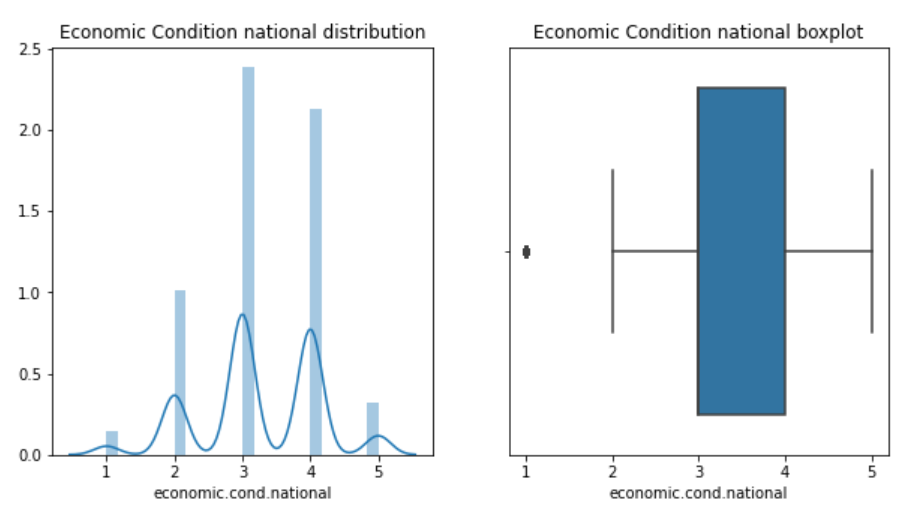 Economic Condition national distribution
2.5
2.0
1.5
1.0
0.5
0.0
1 2 3 4 5
economic.cond.national
Economic Condition national boxplot
1 2 3 4 5
economic.cond.national